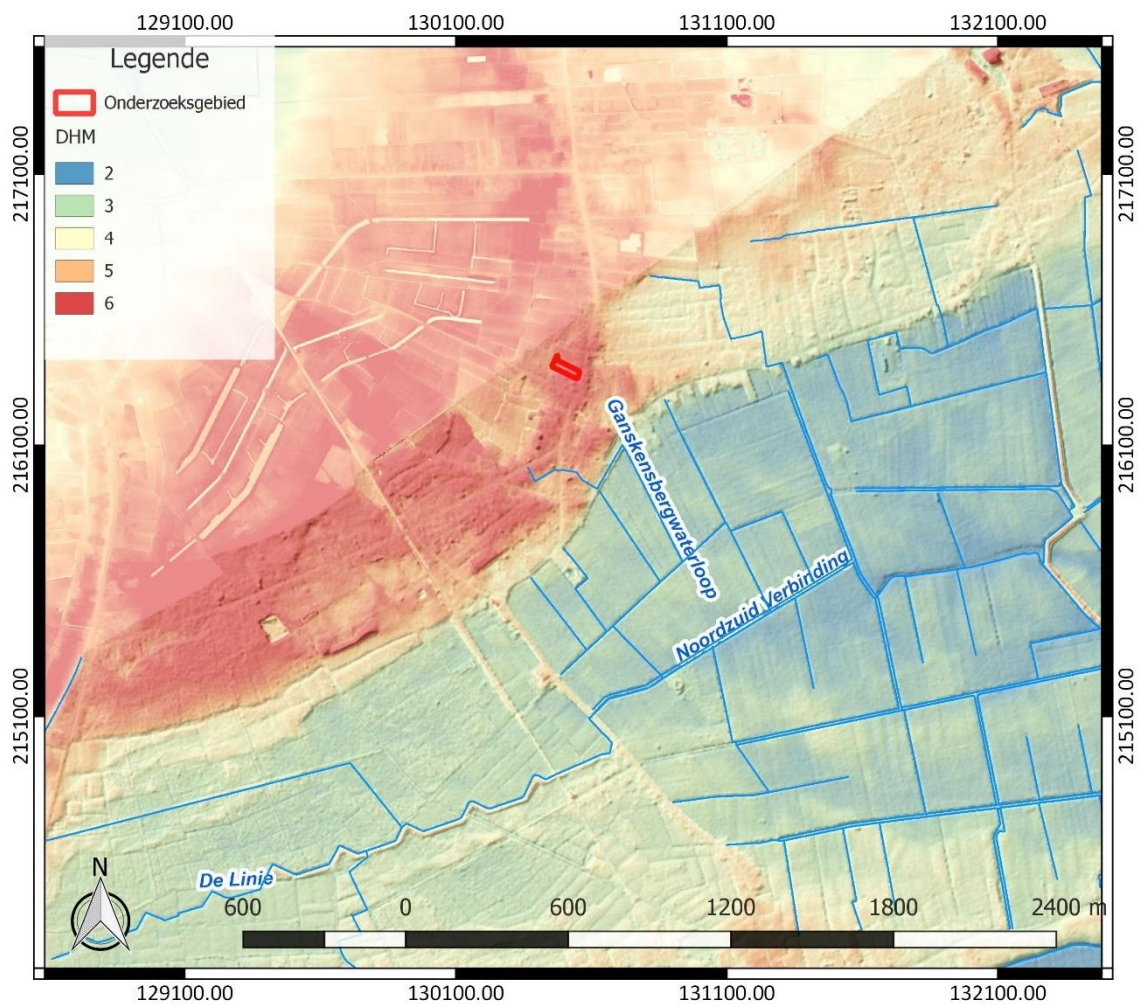 129100.00 130100.00 131100.00 132100.00
Legende
Onderzoeksgebied
DHM
2
3
4
5
6
217100.00 217100.00
216100.00 216100.00
215100.00 215100.00
Ganskensbergwaterloop
Noordzuid Verbinding
De Linie
N
600 0 600 1200 1800 2400 m
129100.00 130100.00 131100.00 132100.00